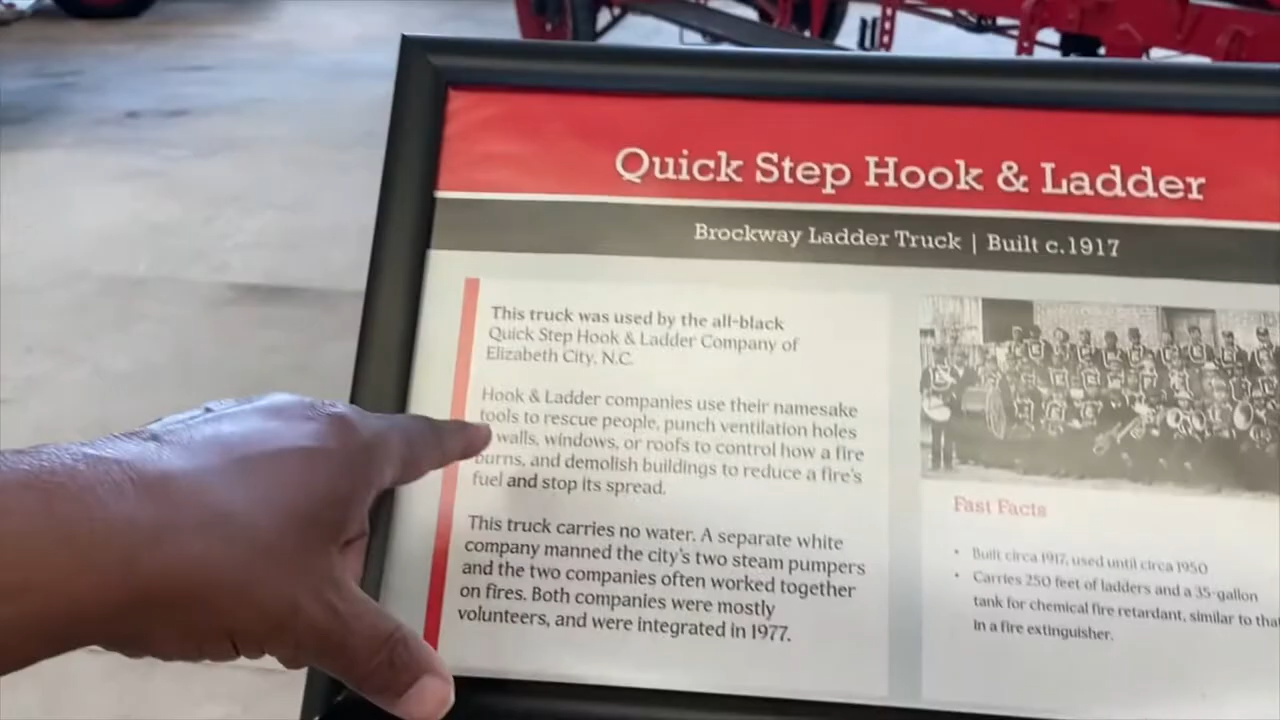 Quick Step Hook & Ladder
Brockway Ladder Truck | Built c.1917
This truck was used by the all-black
Quick Step Hook & Ladder Company of
Elizabeth City, N.C.
Hook & Ladder companies use their namesake
tools to rescue people, punch ventilation holes
walls, windows, or roofs to control how a fire
burns, and demolish buildings to reduce a fire's
fuel and stop its spread.
This truck carries no water. A separate white
company manned the city's two steam pumpers
and the two companies often worked together
on fires. Both companies were mostly
volunteers, and were integrated in 1977.
Fast Facts
• Built circa 1917, used until circa 1950
• Carries 250 feet of ladders and a 35-gallon
tank for chemical fire retardant, similar to that
in a fire extinguisher.